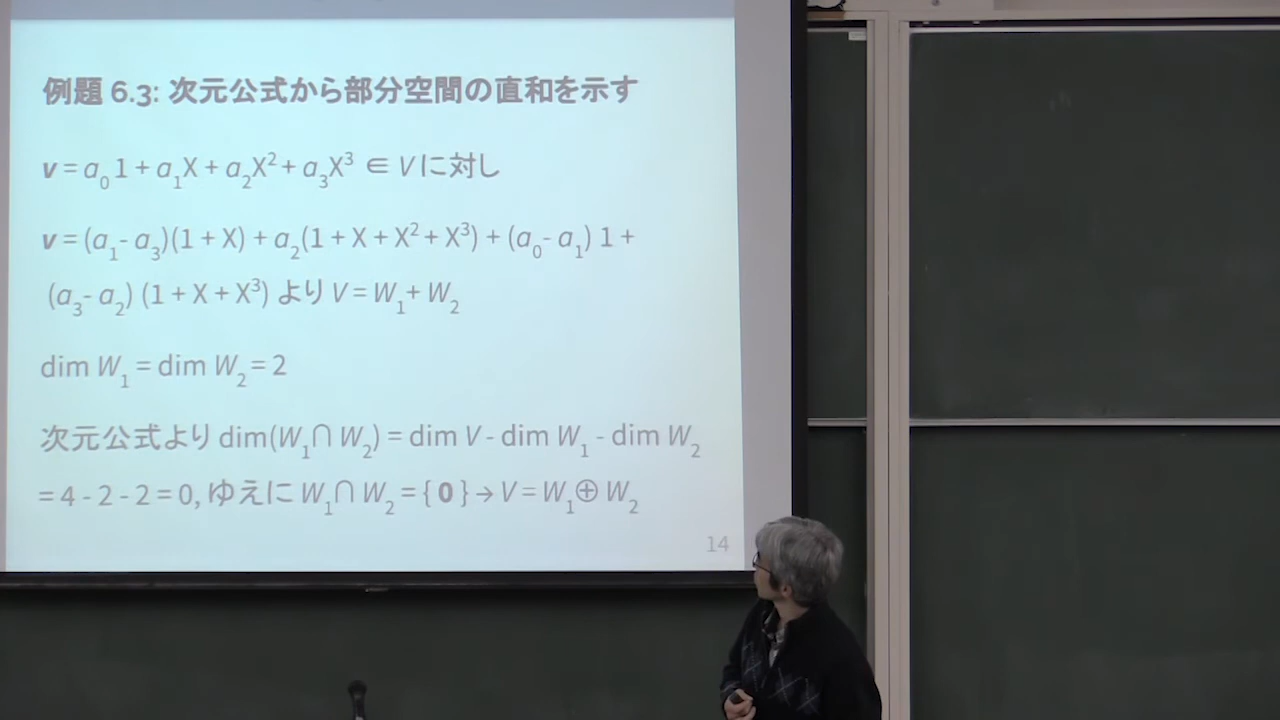 例題 6.3: 次元公式から部分空間の直和を示す
v = a₀ 1 + a₁X + a₂X² + a₃X³ ∈ V に対し
v = (a₁- a₃)(1 + X) + a₂(1 + X + X² + X³) + (a₀- a₁) 1 +
(a₃- a₂) (1 + X + X³) より V = W₁+ W₂
dim W₁ = dim W₂ = 2
次元公式より dim(W₁∩ W₂) = dim V - dim W₁ - dim W₂
= 4 - 2 - 2 = 0, ゆえに W₁∩ W₂ = { 0 } → V = W₁⊕ W₂
14